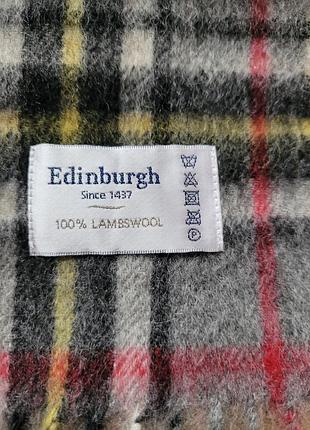 Edinburgh
Since 1437
100% LAMBSWOOL
P